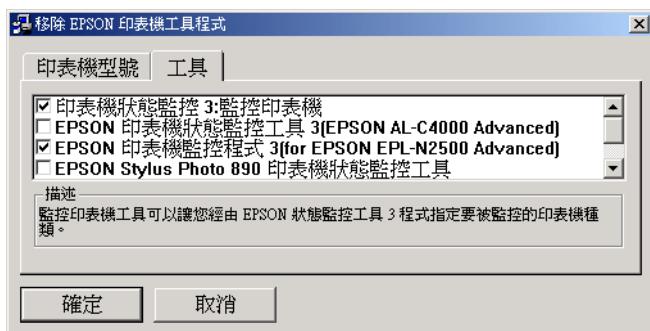 移除 EPSON 印表機工具程式
印表機型號 工具
印表機狀態監控 3:監控印表機
EPSON 印表機狀態監控工具 3(EPSON AL-C4000 Advanced)
EPSON 印表機監控程式 3(for EPSON EPL-N2500 Advanced)
EPSON Stylus Photo 890 印表機狀態監控工具
描述
監控印表機工具可以讓您經由 EPSON 狀態監控工具 3 程式指定要被監控的印表機種
類。
確定 取消